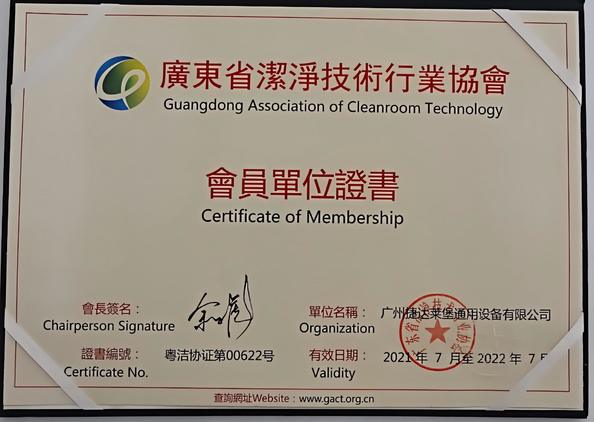 廣東省潔淨技術行業協會
Guangdong Association of Cleanroom Technology
會員單位證書
Certificate of Membership
會長簽名：
Chairperson Signature
單位名稱： 广州捷达莱堡通用设备有限公司
Organization
證書編號： 粤洁协证第00622号
Certificate No.
有效日期： 2021 年 7 月至 2022 年 7 月
Validity
查詢網址Website：www.gact.org.cn